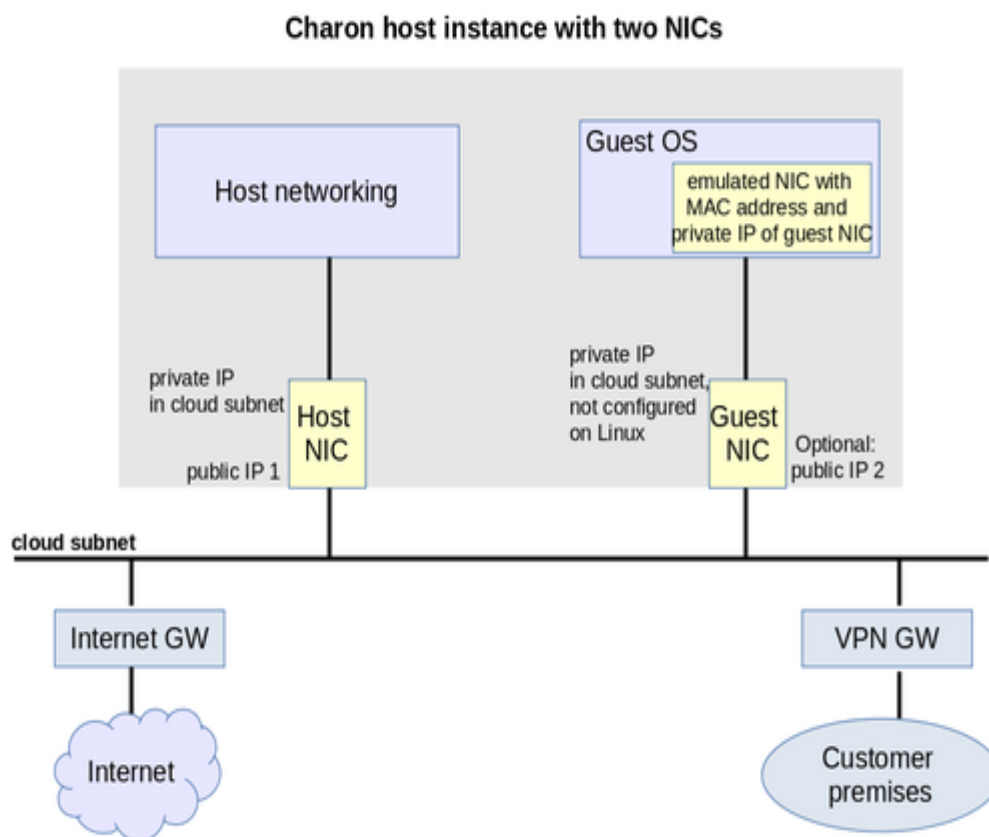 Charon host instance with two NICs
Host networking
Guest OS
emulated NIC with
MAC address and
private IP of guest NIC
private IP
in cloud subnet
Host
NIC
public IP 1
private IP
in cloud subnet,
not configured
on Linux
Guest
NIC
Optional:
public IP 2
cloud subnet
Internet GW
VPN GW
Internet
Customer
premises